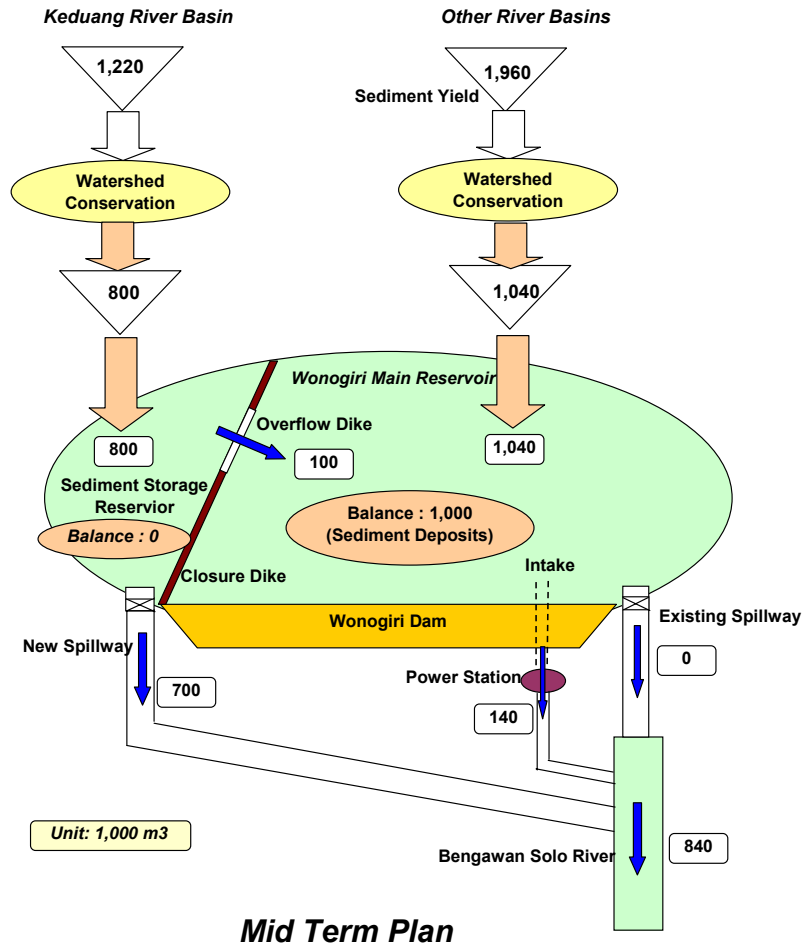 Keduang River Basin
Other River Basins
1,220
1,960
Sediment Yield
Watershed
Conservation
Watershed
Conservation
800
1,040
Wonogiri Main Reservoir
Overflow Dike
800
100
1,040
Sediment Storage
Reservior
Balance : 0
Balance : 1,000
(Sediment Deposits)
Closure Dike
Intake
Wonogiri Dam
Existing Spillway
New Spillway
0
Power Station
700
140
Unit: 1,000 m3
Bengawan Solo River
840
Mid Term Plan